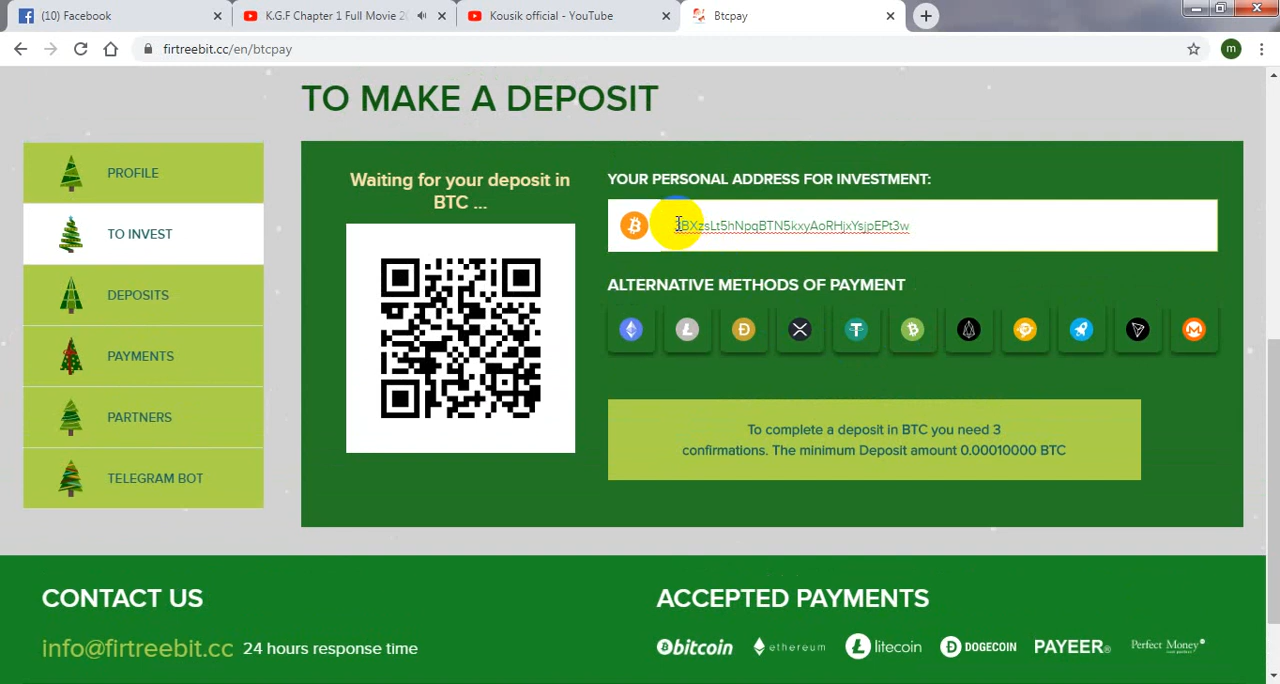 (10) Facebook
K.G.F Chapter 1 Full Movie 20
Kousik official - YouTube
Btcpay
firtreebit.cc/en/btcpay
m
TO MAKE A DEPOSIT
PROFILE
TO INVEST
DEPOSITS
PAYMENTS
PARTNERS
TELEGRAM BOT
Waiting for your deposit in
BTC ...
YOUR PERSONAL ADDRESS FOR INVESTMENT:
3BXzsLt5hNpqBTN5kxyAoRHjxYsjpEPt3w
ALTERNATIVE METHODS OF PAYMENT
To complete a deposit in BTC you need 3
confirmations. The minimum Deposit amount 0.00010000 BTC
CONTACT US
info@firtreebit.cc 24 hours response time
ACCEPTED PAYMENTS
bitcoin ethereum litecoin DOGECOIN PAYEER® Perfect Money